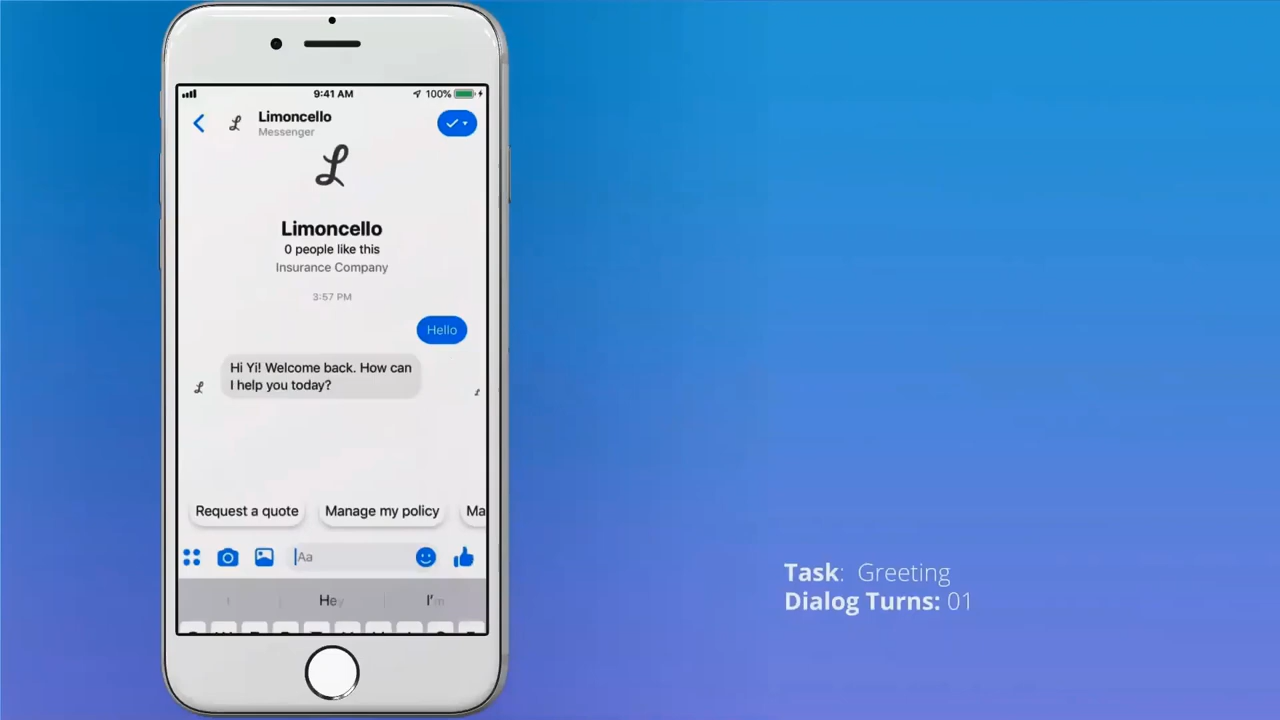 9:41 AM
100%
Limoncello
Messenger
Limoncello
0 people like this
Insurance Company
3:57 PM
Hello
Hi Yi! Welcome back. How can
I help you today?
Request a quote
Manage my policy
Ma
Aa
I
Hey
I'm
Task: Greeting
Dialog Turns: 01